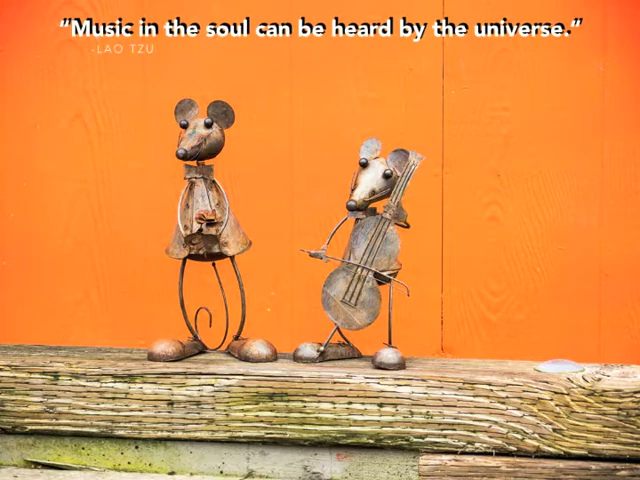 “Music in the soul can be heard by the universe.”
-LAO TZU